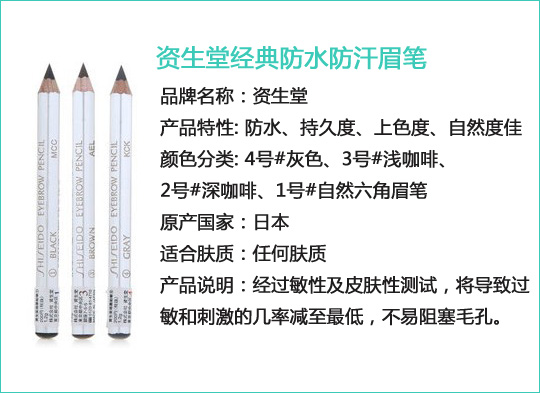 资生堂经典防水防汗眉笔
品牌名称：资生堂
产品特性: 防水、持久度、上色度、自然度佳
颜色分类: 4号#灰色、3号#浅咖啡、
2号#深咖啡、1号#自然六角眉笔
原产国家：日本
适合肤质：任何肤质
产品说明：经过敏性及皮肤性测试，将导致过
敏和刺激的几率减至最低，不易阻塞毛孔。
SHISEIDO EYEBROW PENCIL MCC
BLACK
EYEBROW PENCIL AEL
BROWN
SHISEIDO EYEBROW PENCIL KCK
GRAY